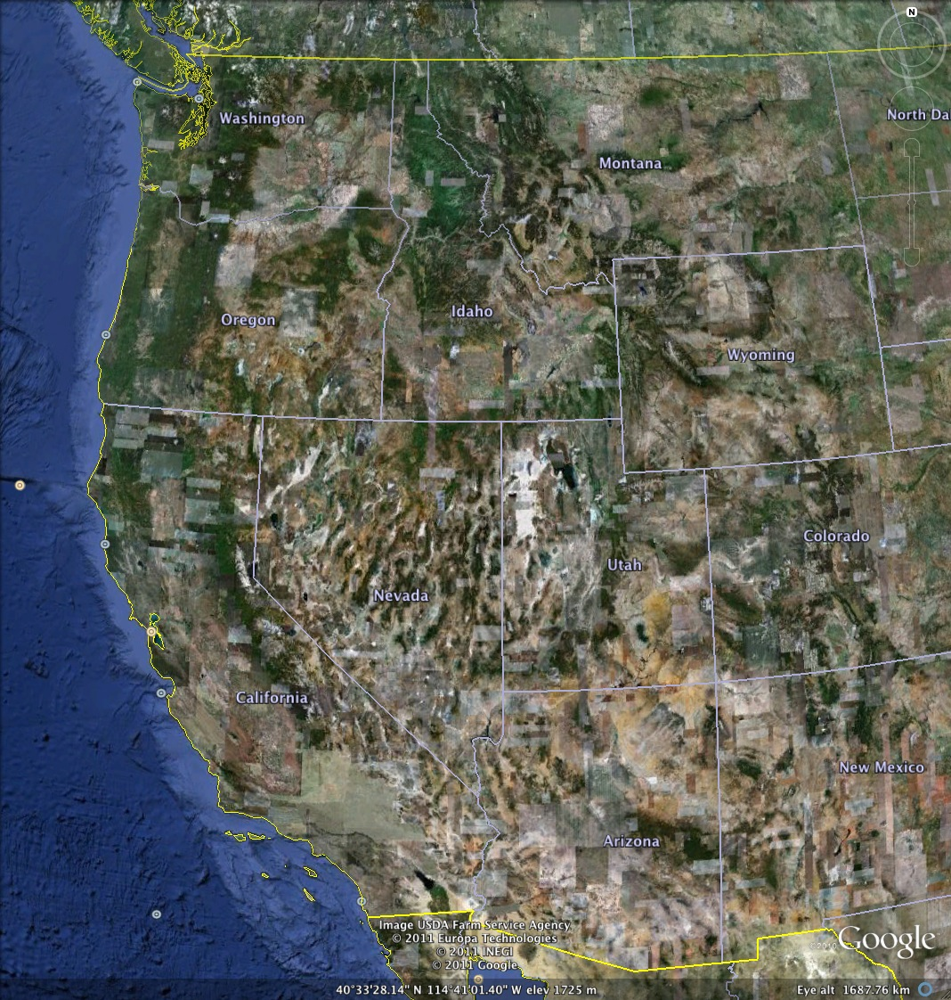 N
Washington
North Da
Montana
Oregon
Idaho
Wyoming
Colorado
Utah
Nevada
California
New Mexico
Arizona
Image USDA Farm Service Agency
© 2011 Europa Technologies
© 2011 INEGI
© 2011 Google
©2010 Google
40°33'28.14" N 114°41'01.40" W elev 1725 m
Eye alt 1687.76 km